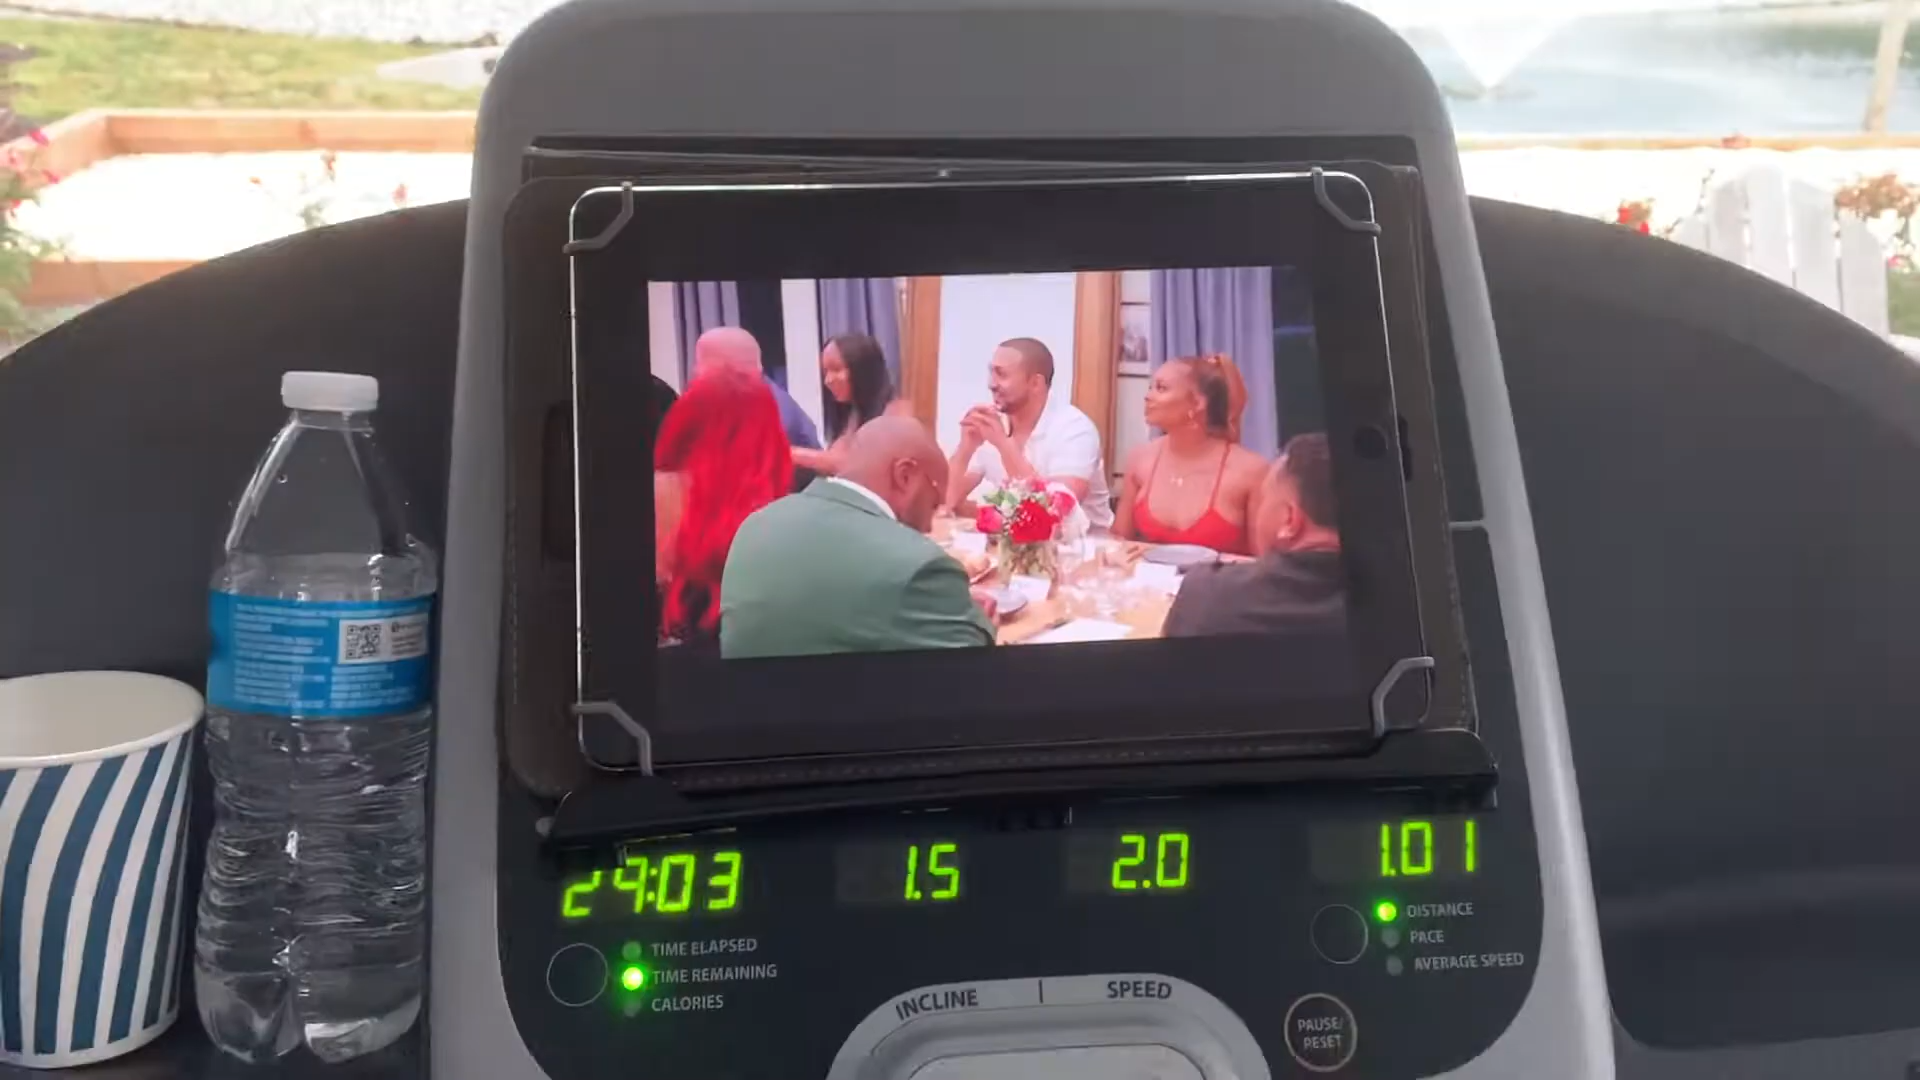 24:03
1.5
2.0
1.01
TIME ELAPSED
TIME REMAINING
CALORIES
DISTANCE
PACE
AVERAGE SPEED
INCLINE | SPEED
PAUSE/
RESET